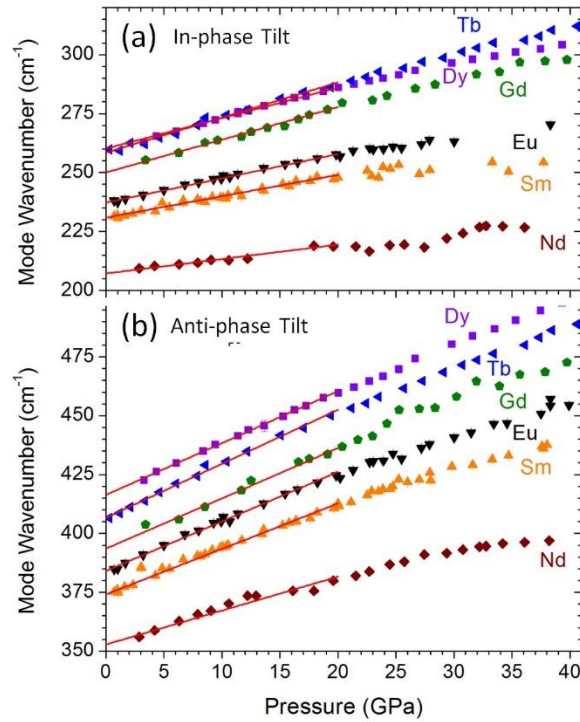 (a) In-phase Tilt
Tb
Dy
Gd
Eu
Sm
Nd
300
275
250
225
200
Mode Wavenumber (cm⁻¹)
(b) Anti-phase Tilt
Dy
Tb
Gd
Eu
Sm
Nd
475
450
425
400
375
350
Mode Wavenumber (cm⁻¹)
0 5 10 15 20 25 30 35 40
Pressure (GPa)